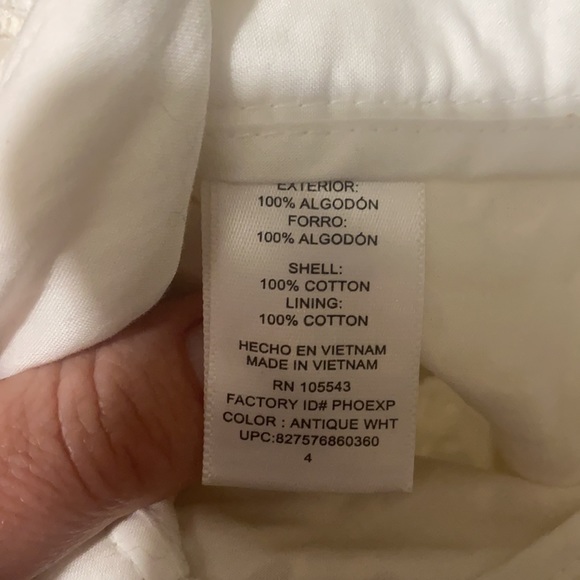 EXTERIOR:
100% ALGODÓN
FORRO:
100% ALGODÓN
SHELL:
100% COTTON
LINING:
100% COTTON
HECHO EN VIETNAM
MADE IN VIETNAM
RN 105543
FACTORY ID# PHOEXP
COLOR : ANTIQUE WHT
UPC:827576860360
4